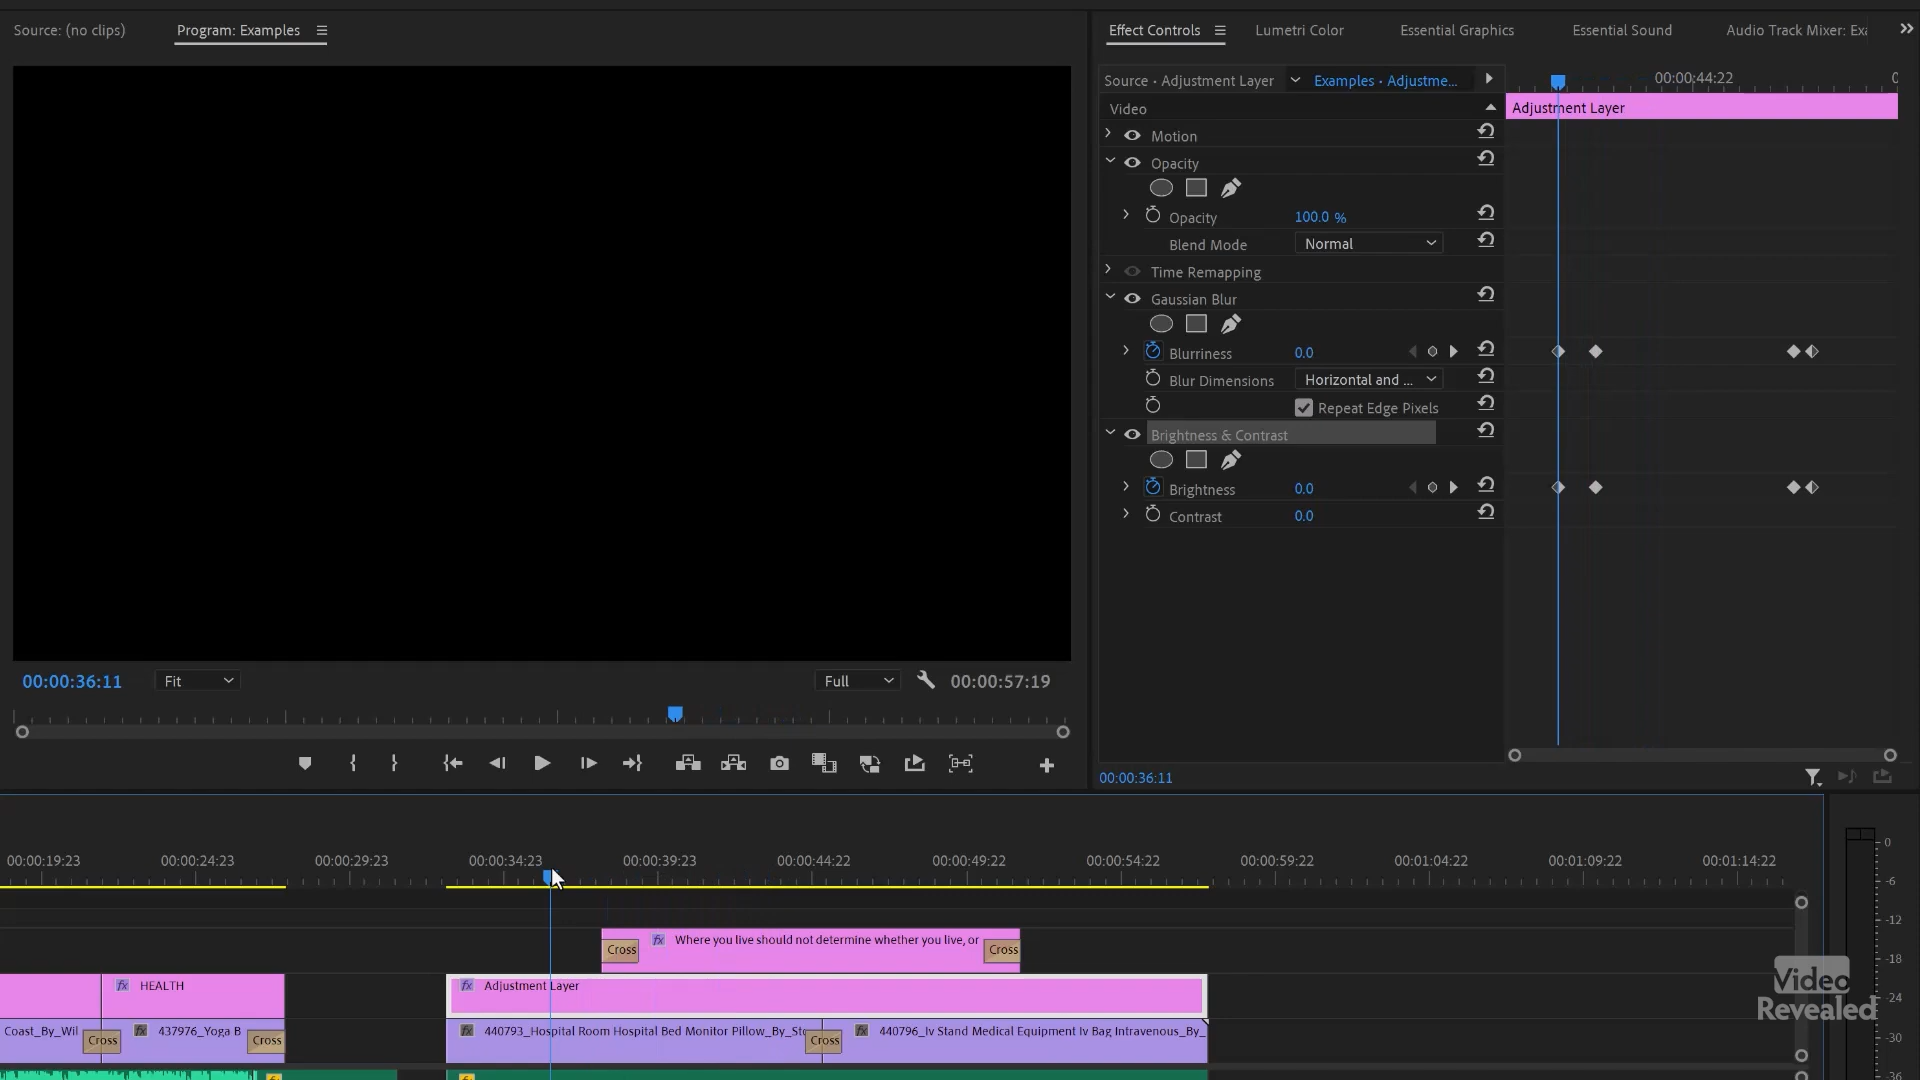 Source: (no clips)
Program: Examples
Effect Controls
Lumetri Color
Essential Graphics
Essential Sound
Audio Track Mixer: Exa
Source • Adjustment Layer
Examples • Adjustme...
00:00:44:22
0
Video
Adjustment Layer
Motion
Opacity
Opacity
100.0 %
Blend Mode
Normal
Time Remapping
Gaussian Blur
Blurriness
0.0
Blur Dimensions
Horizontal and ...
Repeat Edge Pixels
Brightness & Contrast
Brightness
0.0
Contrast
0.0
00:00:36:11
Fit
Full
00:00:57:19
00:00:36:11
00:00:19:23
00:00:24:23
00:00:29:23
00:00:34:23
00:00:39:23
00:00:44:22
00:00:49:22
00:00:54:22
00:00:59:22
00:01:04:22
00:01:09:22
00:01:14:22
Cross
fx
Where you live should not determine whether you live, or
Cross
fx
HEALTH
fx
Adjustment Layer
Coast_By_Wil
Cross
fx
437976_Yoga B
Cross
fx
440793_Hospital Room Hospital Bed Monitor Pillow_By_Sto
Cross
fx
440796_Iv Stand Medical Equipment Iv Bag Intravenous_By_
0
-6
-12
-18
-24
-30
-36
Video
Revealed